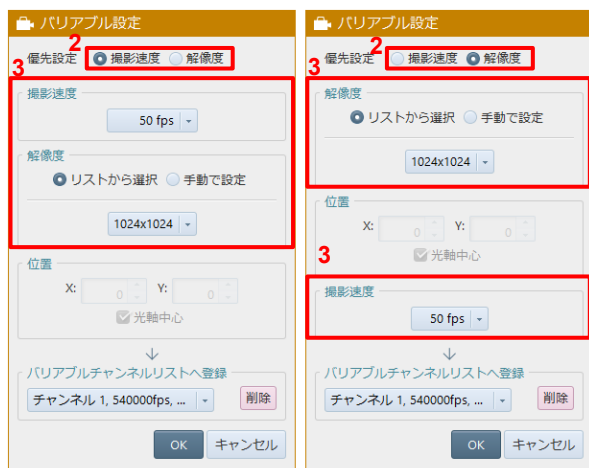 バリアブル設定
2
優先設定 撮影速度 解像度
3
撮影速度
50 fps
解像度
リストから選択 手動で設定
1024x1024
位置
X: 0 Y: 0
光軸中心
↓
バリアブルチャンネルリストへ登録
チャンネル 1, 540000fps, ... 削除
OK キャンセル
バリアブル設定
2
優先設定 撮影速度 解像度
3
解像度
リストから選択 手動で設定
1024x1024
位置
X: 0 Y: 0
光軸中心
3
撮影速度
50 fps
↓
バリアブルチャンネルリストへ登録
チャンネル 1, 540000fps, ... 削除
OK キャンセル